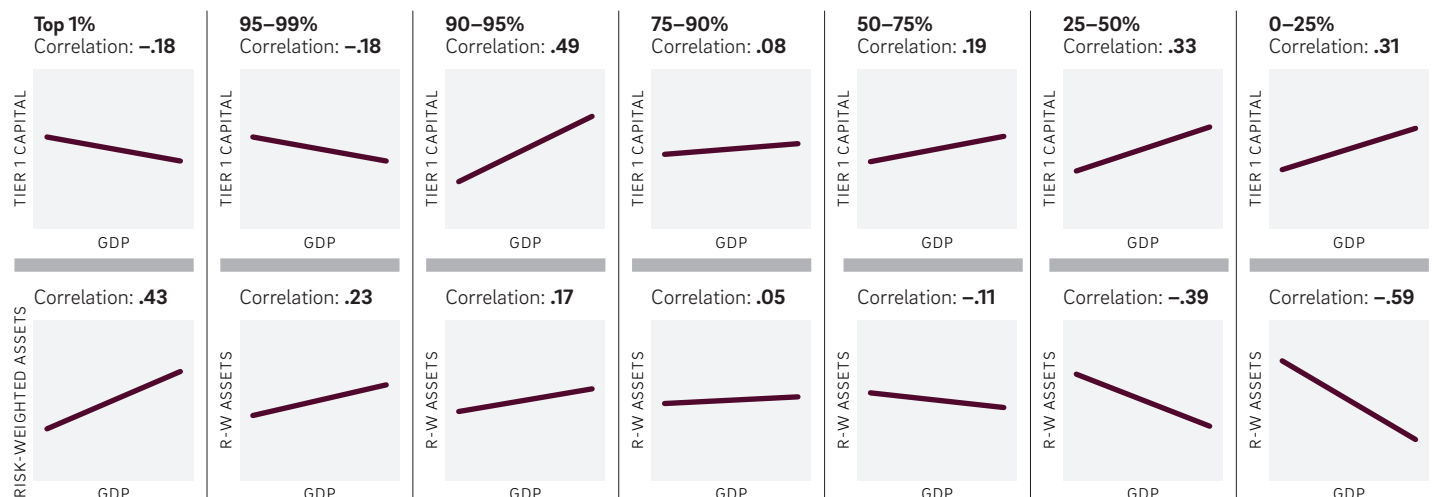 Top 1%
Correlation: –.18
TIER 1 CAPITAL
GDP
95–99%
Correlation: –.18
TIER 1 CAPITAL
GDP
90–95%
Correlation: .49
TIER 1 CAPITAL
GDP
75–90%
Correlation: .08
TIER 1 CAPITAL
GDP
50–75%
Correlation: .19
TIER 1 CAPITAL
GDP
25–50%
Correlation: .33
TIER 1 CAPITAL
GDP
0–25%
Correlation: .31
TIER 1 CAPITAL
GDP
Correlation: .43
RISK-WEIGHTED ASSETS
GDP
Correlation: .23
R-W ASSETS
GDP
Correlation: .17
R-W ASSETS
GDP
Correlation: .05
R-W ASSETS
GDP
Correlation: –.11
R-W ASSETS
GDP
Correlation: –.39
R-W ASSETS
GDP
Correlation: –.59
R-W ASSETS
GDP